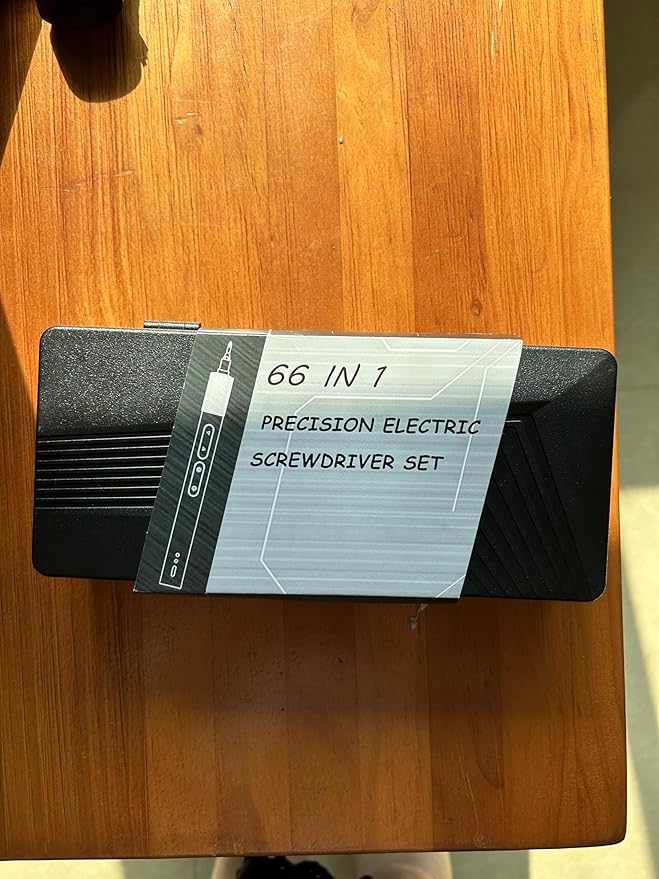 66 IN 1
PRECISION ELECTRIC
SCREWDRIVER SET